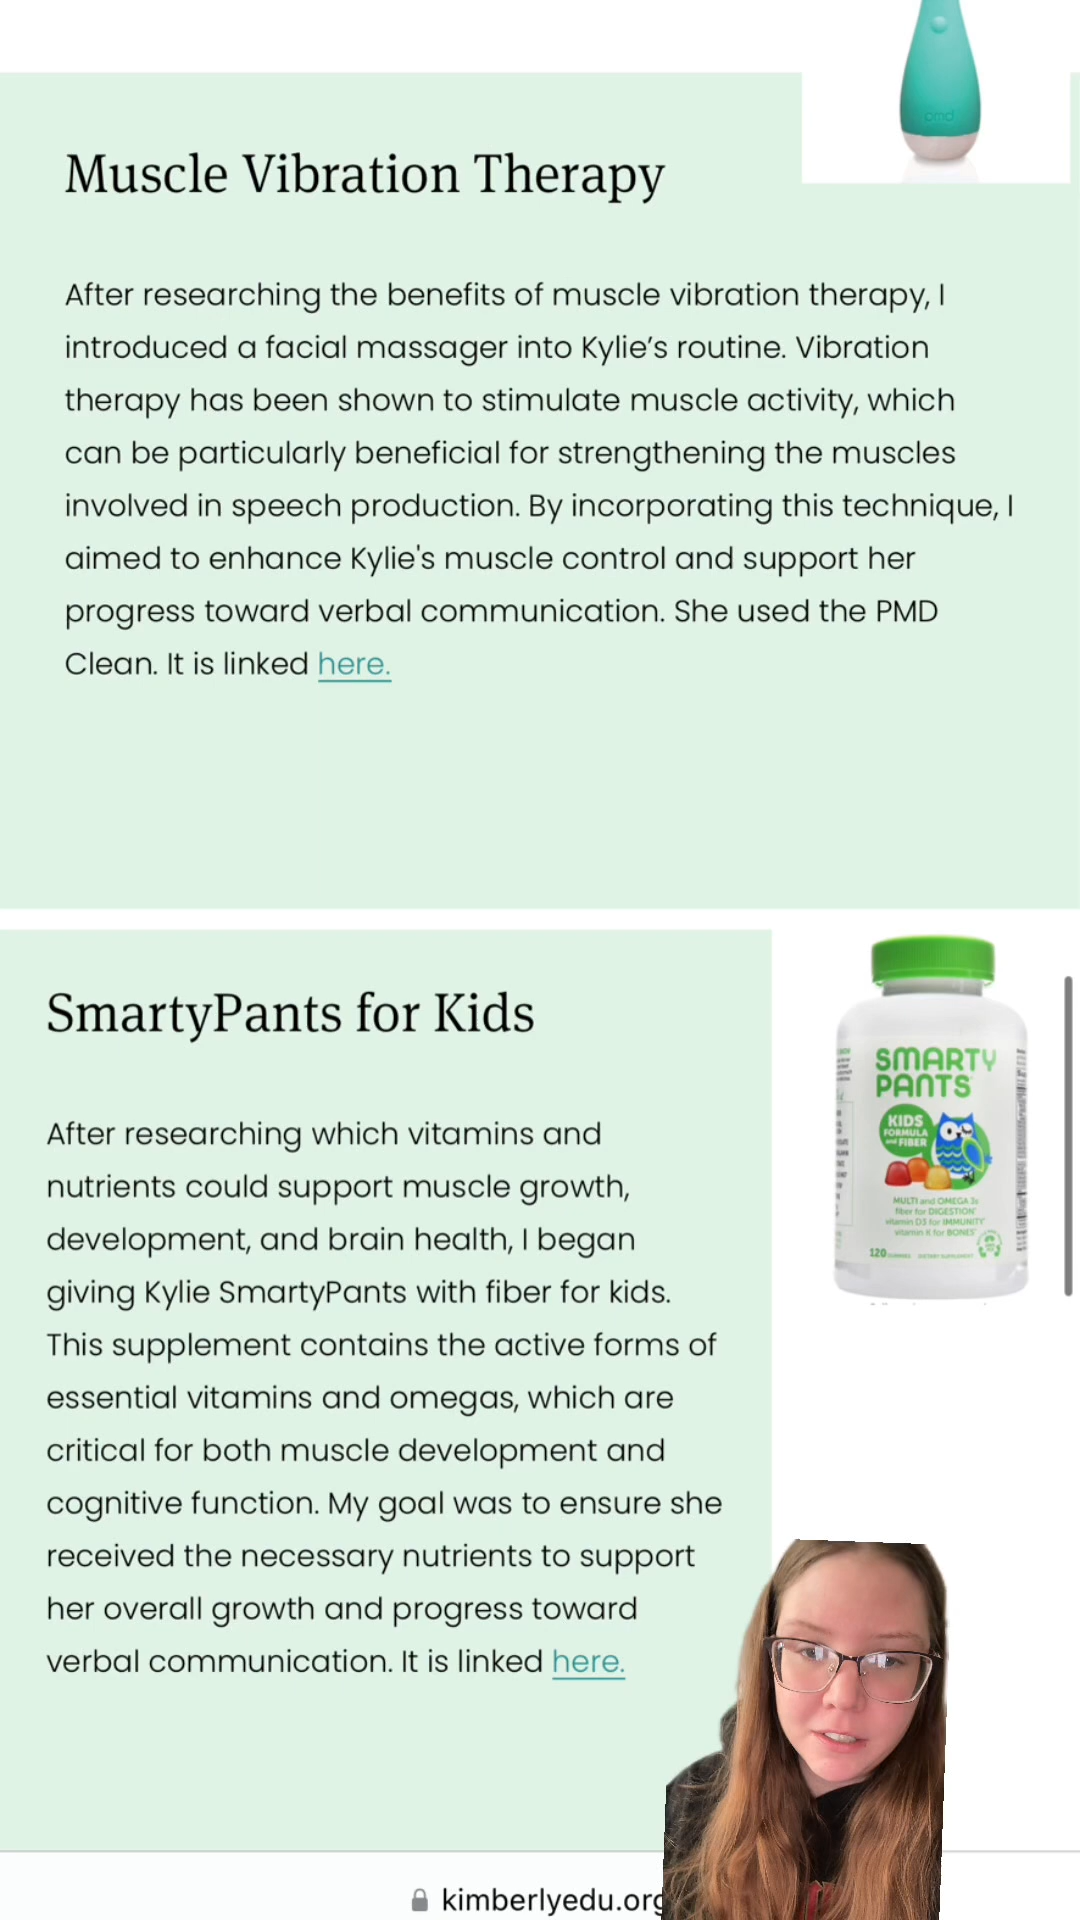 pmd
Muscle Vibration Therapy
After researching the benefits of muscle vibration therapy, I
introduced a facial massager into Kylie’s routine. Vibration
therapy has been shown to stimulate muscle activity, which
can be particularly beneficial for strengthening the muscles
involved in speech production. By incorporating this technique, I
aimed to enhance Kylie's muscle control and support her
progress toward verbal communication. She used the PMD
Clean. It is linked here.
SmartyPants for Kids
After researching which vitamins and
nutrients could support muscle growth,
development, and brain health, I began
giving Kylie SmartyPants with fiber for kids.
This supplement contains the active forms of
essential vitamins and omegas, which are
critical for both muscle development and
cognitive function. My goal was to ensure she
received the necessary nutrients to support
her overall growth and progress toward
verbal communication. It is linked here.
SMARTY
PANTS
KIDS
FORMULA
and FIBER
MULTI and OMEGA 3s
fiber for DIGESTION
vitamin D3 for IMMUNITY
vitamin K for BONES
120 GUMMIES DIETARY SUPPLEMENT
kimberlyedu.org